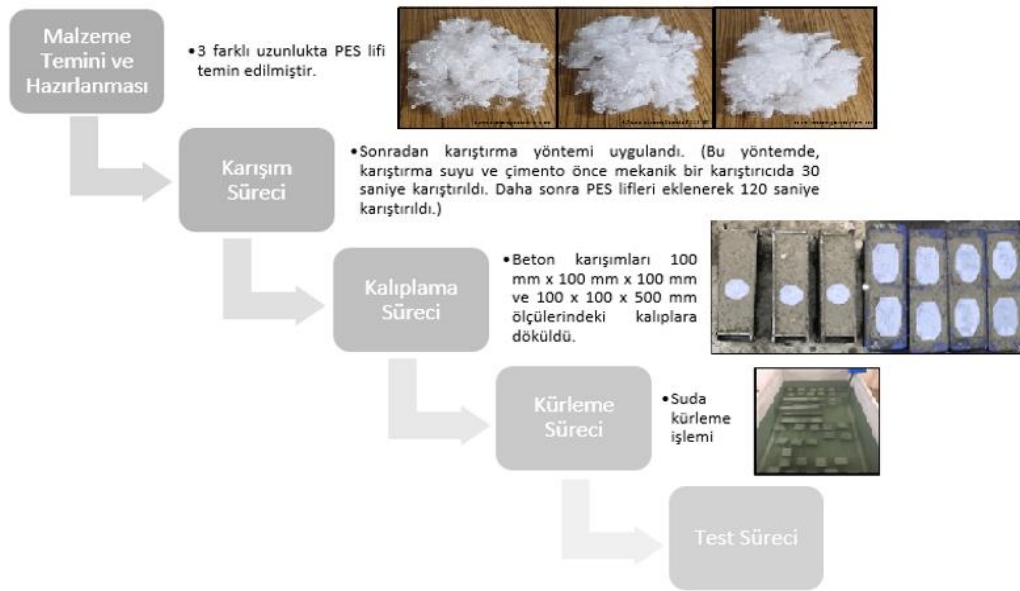 Malzeme
Temini ve
Hazırlanması
•3 farklı uzunlukta PES lifi
temin edilmiştir.
Karışım
Süreci
•Sonradan karıştırma yöntemi uygulandı. (Bu yöntemde,
karıştırma suyu ve çimento önce mekanik bir karıştırıcıda 30
saniye karıştırıldı. Daha sonra PES lifleri eklenerek 120 saniye
karıştırıldı.)
Kalıplama
Süreci
•Beton karışımları 100
mm x 100 mm x 100 mm
ve 100 x 100 x 500 mm
ölçülerindeki kalıplara
döküldü.
Kürleme
Süreci
•Suda
kürleme
işlemi
Test Süreci